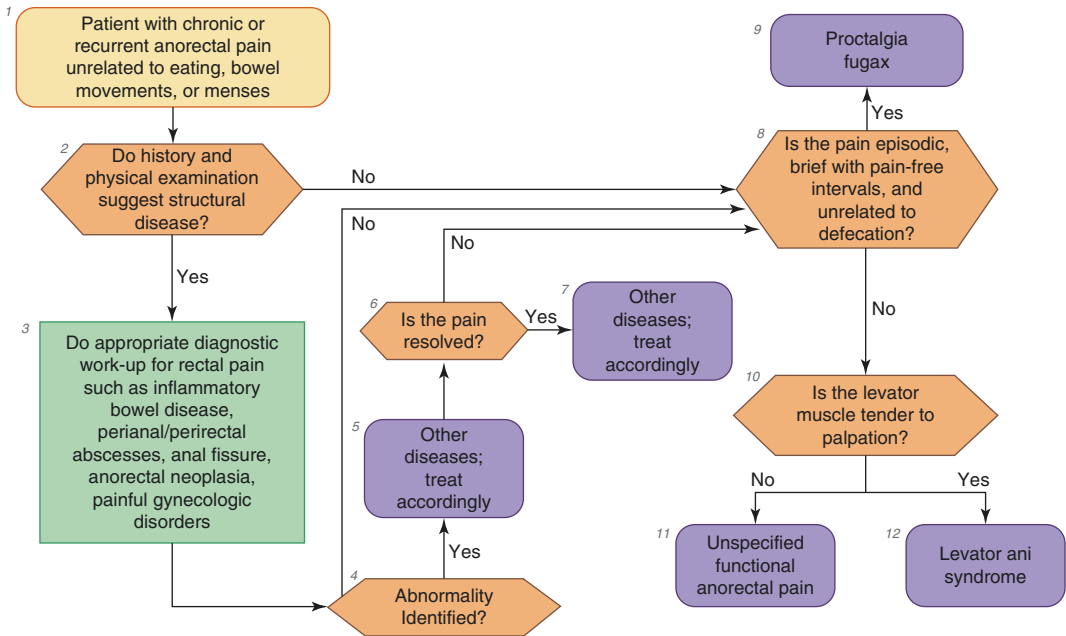 1
Patient with chronic or
recurrent anorectal pain
unrelated to eating, bowel
movements, or menses
2
Do history and
physical examination
suggest structural
disease?
No
Yes
3
Do appropriate diagnostic
work-up for rectal pain
such as inflammatory
bowel disease,
perianal/perirectal
abscesses, anal fissure,
anorectal neoplasia,
painful gynecologic
disorders
4
Abnormality
Identified?
No
Yes
5
Other
diseases;
treat
accordingly
6
Is the pain
resolved?
No
Yes
7
Other
diseases;
treat
accordingly
8
Is the pain episodic,
brief with pain-free
intervals, and
unrelated to
defecation?
Yes
9
Proctalgia
fugax
No
10
Is the levator
muscle tender to
palpation?
No
Yes
11
Unspecified
functional
anorectal pain
12
Levator ani
syndrome